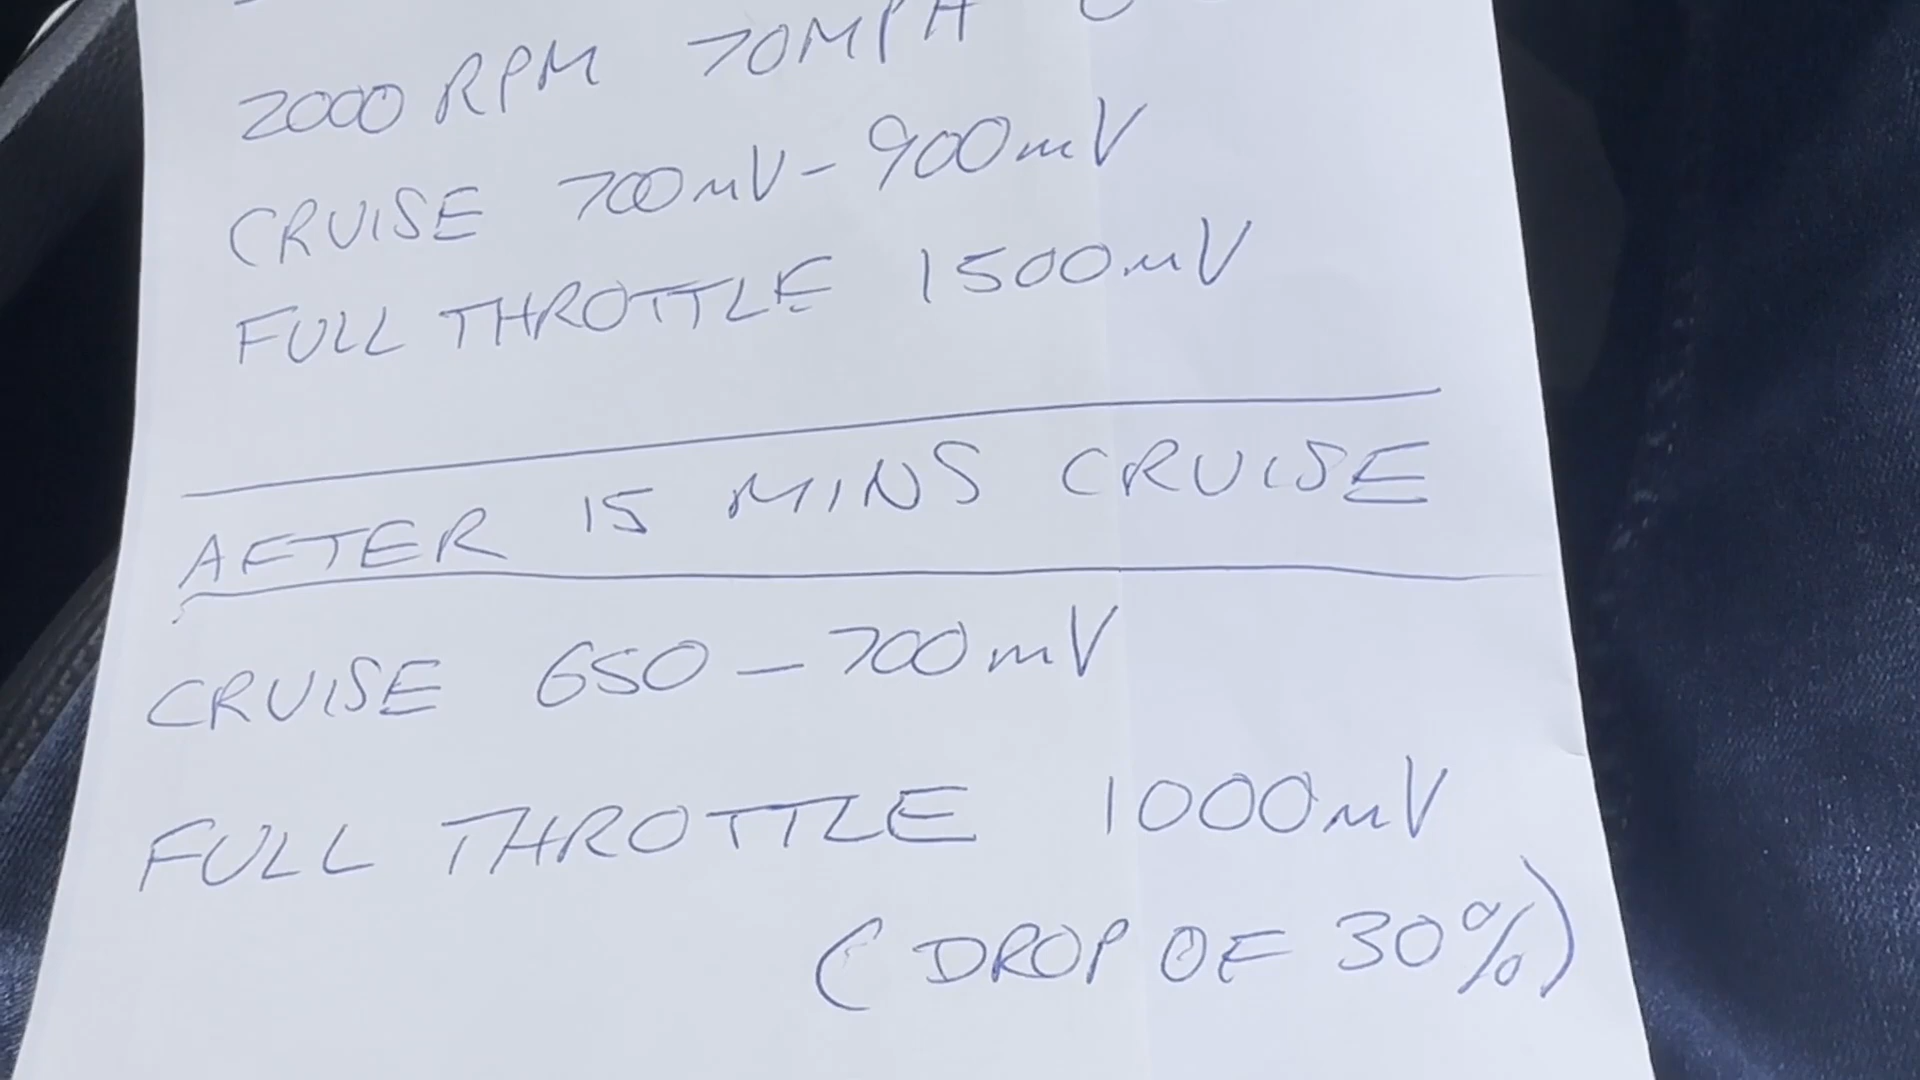 2000 RPM 70MPH
CRUISE 700mV - 900mV
FULL THROTTLE 1500mV
AFTER 15 MINS CRUISE
CRUISE 650 - 700mV
FULL THROTTLE 1000mV
(DROP OF 30%)